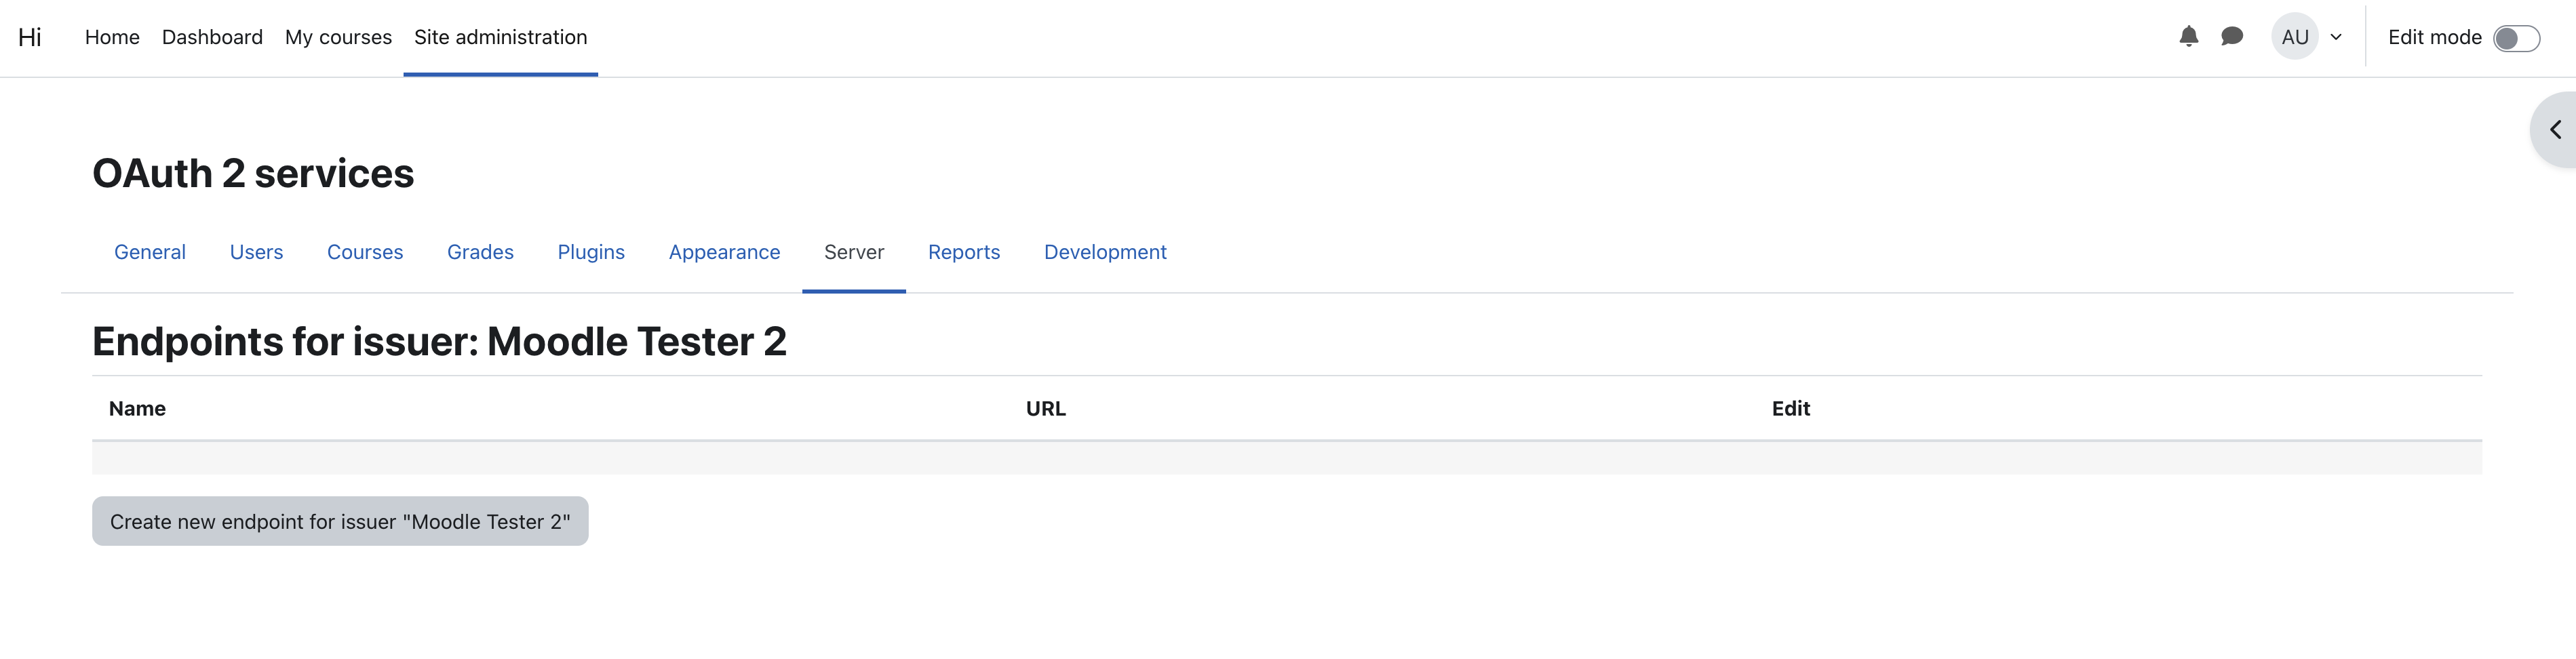 Hi Home Dashboard My courses Site administration AU Edit mode
OAuth 2 services
General Users Courses Grades Plugins Appearance Server Reports Development
Endpoints for issuer: Moodle Tester 2
Name URL Edit
Create new endpoint for issuer "Moodle Tester 2"